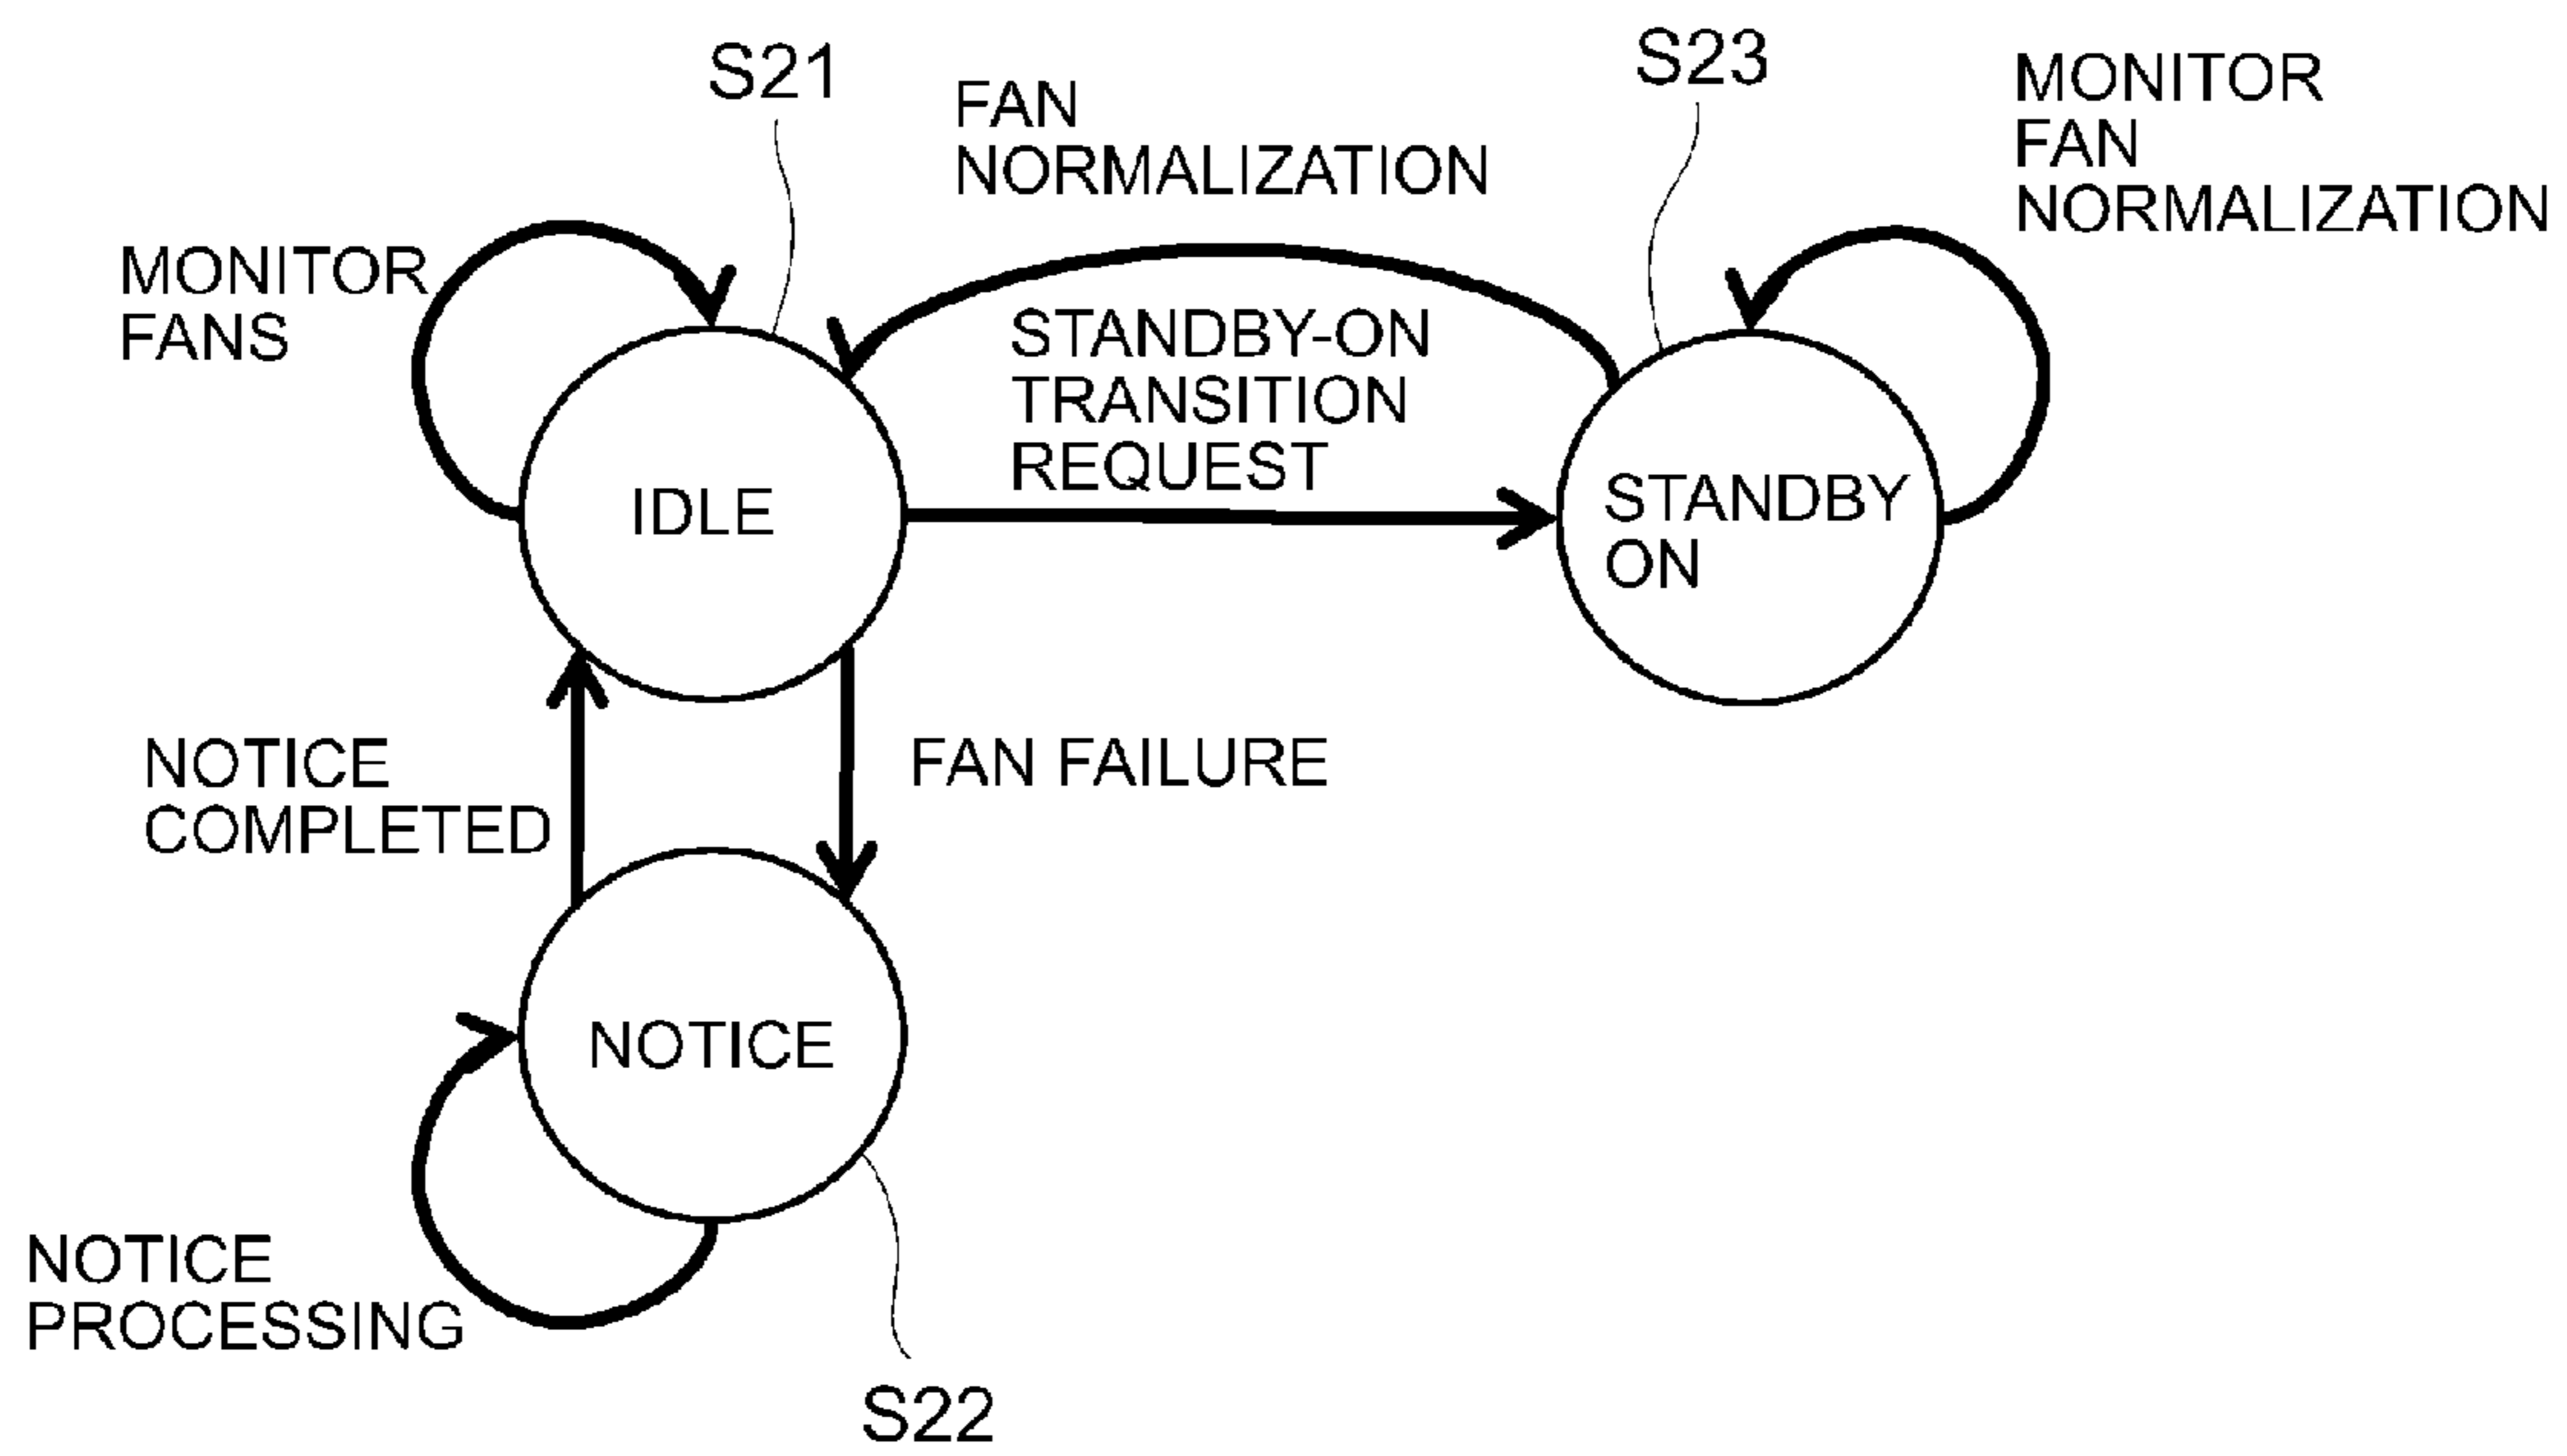 S21
S23
FAN
NORMALIZATION
MONITOR
FAN
NORMALIZATION
MONITOR
FANS
STANDBY-ON
TRANSITION
REQUEST
IDLE
STANDBY
ON
NOTICE
COMPLETED
FAN FAILURE
NOTICE
NOTICE
PROCESSING
S22